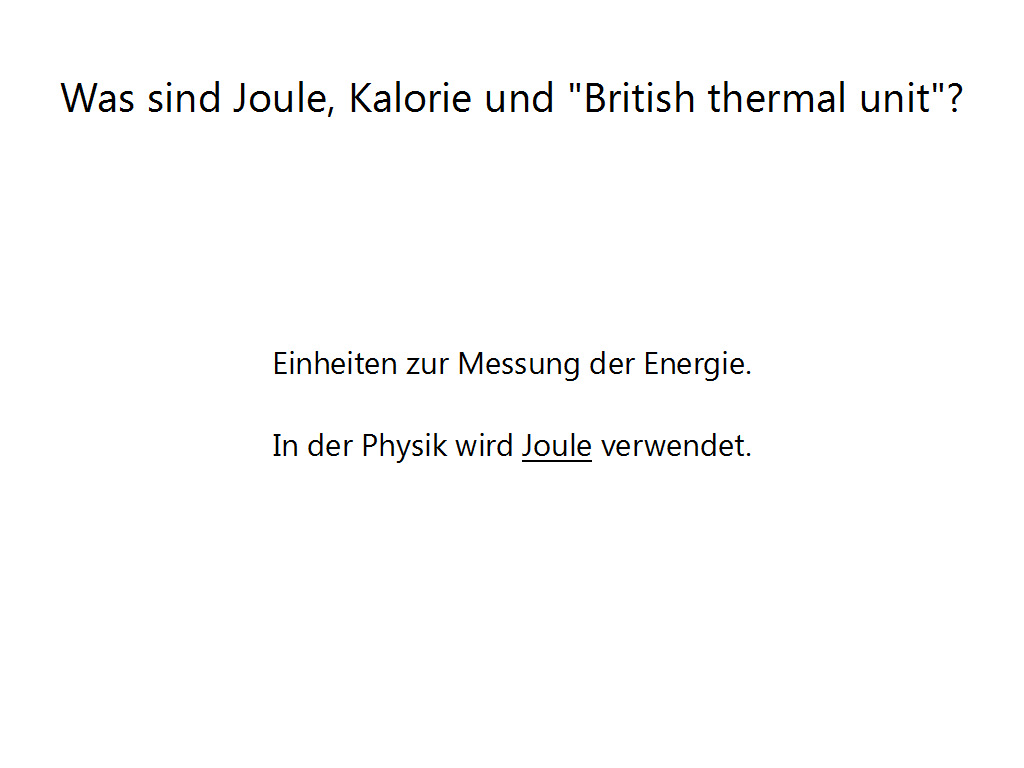 Was sind Joule, Kalorie und "British thermal unit"?
Einheiten zur Messung der Energie.
In der Physik wird Joule verwendet.